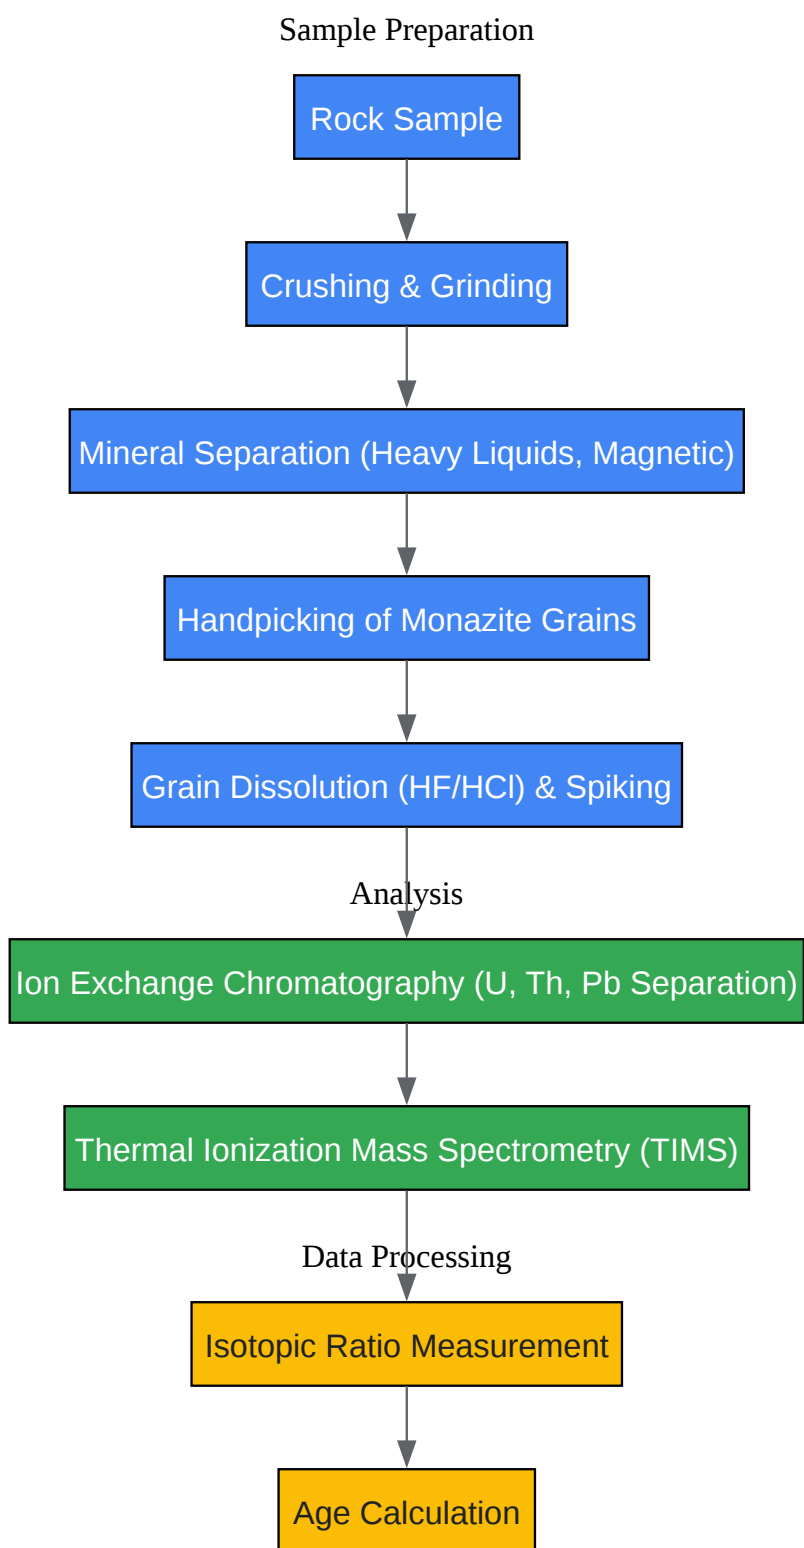 Sample Preparation
Rock Sample
Crushing & Grinding
Mineral Separation (Heavy Liquids, Magnetic)
Handpicking of Monazite Grains
Grain Dissolution (HF/HCl) & Spiking
Analysis
Ion Exchange Chromatography (U, Th, Pb Separation)
Thermal Ionization Mass Spectrometry (TIMS)
Data Processing
Isotopic Ratio Measurement
Age Calculation